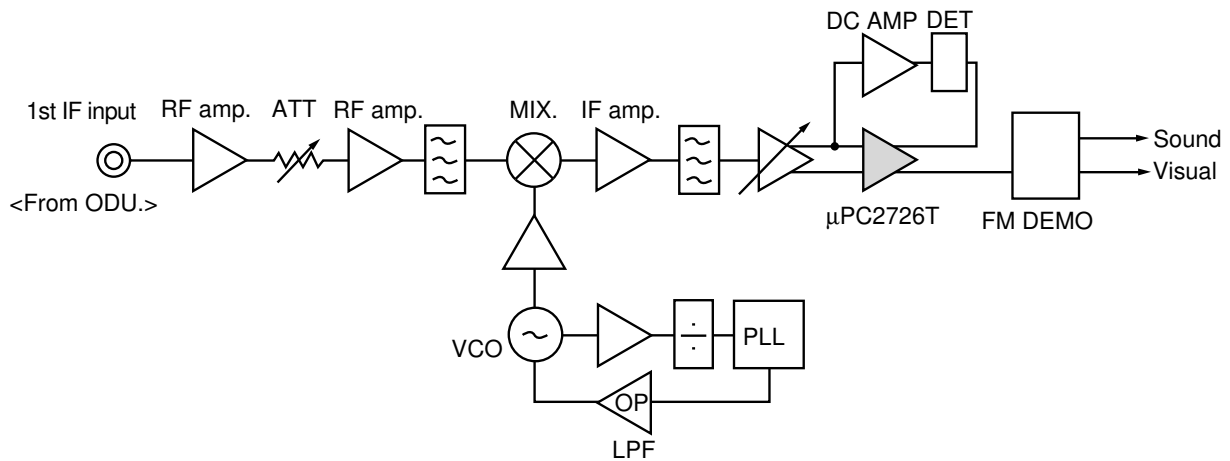 DC AMP DET
1st IF input RF amp. ATT RF amp. MIX. IF amp.
Sound
Visual
<From ODU.>
μPC2726T
FM DEMO
VCO
PLL
OP
LPF